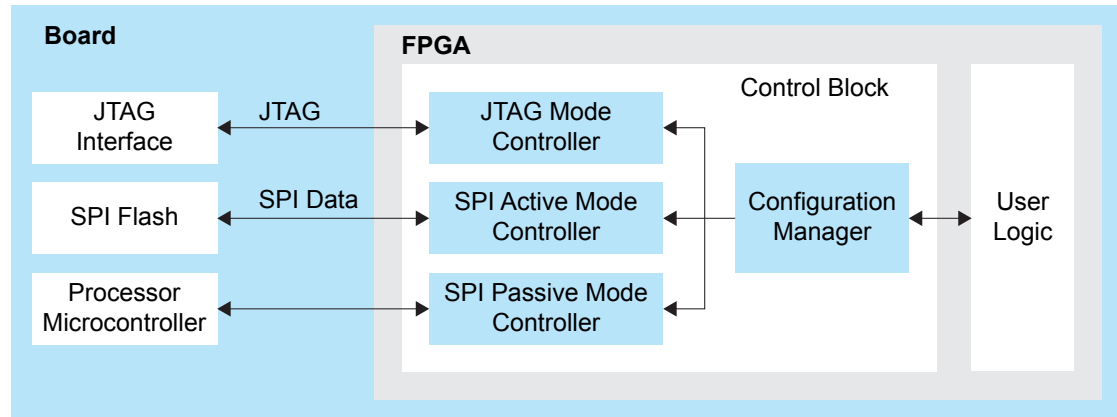 Board
FPGA
Control Block
JTAG
Interface
JTAG
JTAG Mode
Controller
SPI Flash
SPI Data
SPI Active Mode
Controller
Configuration
Manager
User
Logic
Processor
Microcontroller
SPI Passive Mode
Controller